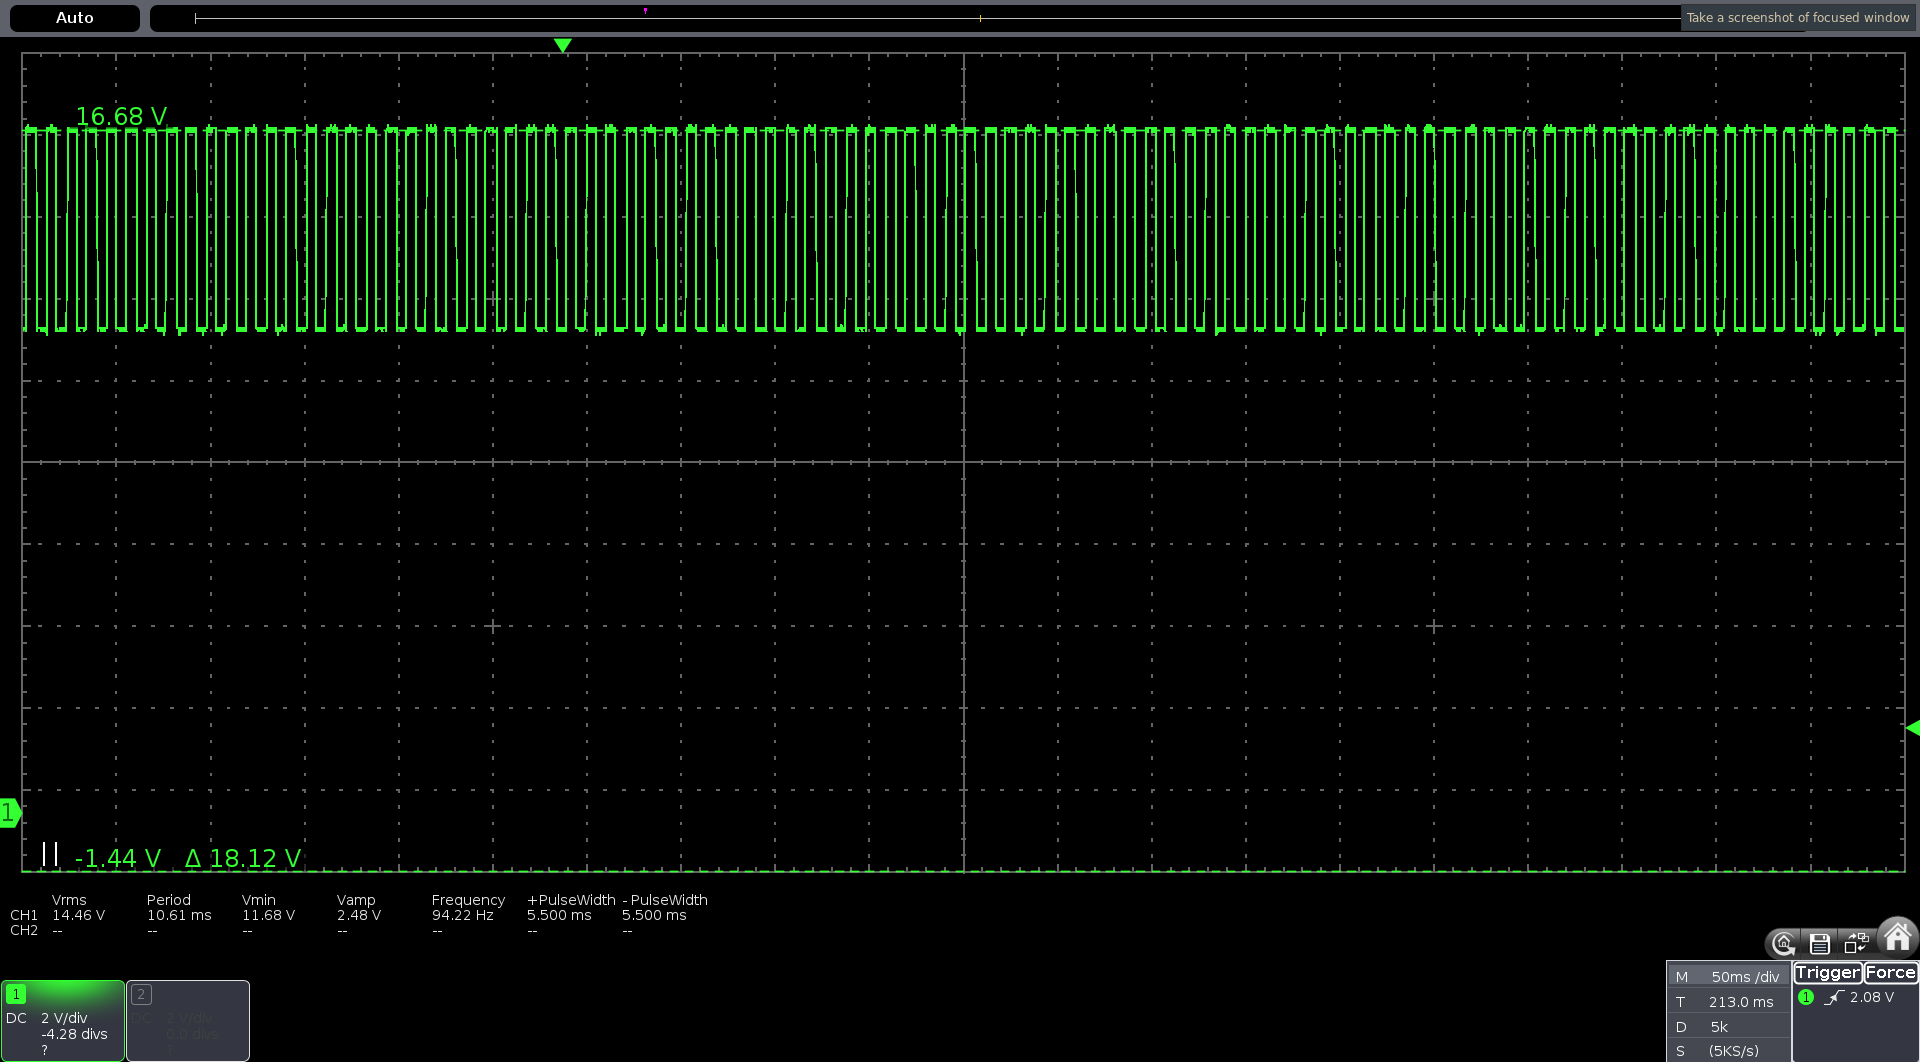 Auto
Take a screenshot of focused window
16.68 V
1
-1.44 V Δ 18.12 V
Vrms Period Vmin Vamp Frequency +PulseWidth - PulseWidth
CH1 14.46 V 10.61 ms 11.68 V 2.48 V 94.22 Hz 5.500 ms 5.500 ms
CH2 -- -- -- -- -- -- --
1
DC 2 V/div
-4.28 divs
?
2
DC 2 V/div
0.0 divs
M 50ms /div
T 213.0 ms
D 5k
S (5KS/s)
Trigger Force
1 2.08 V